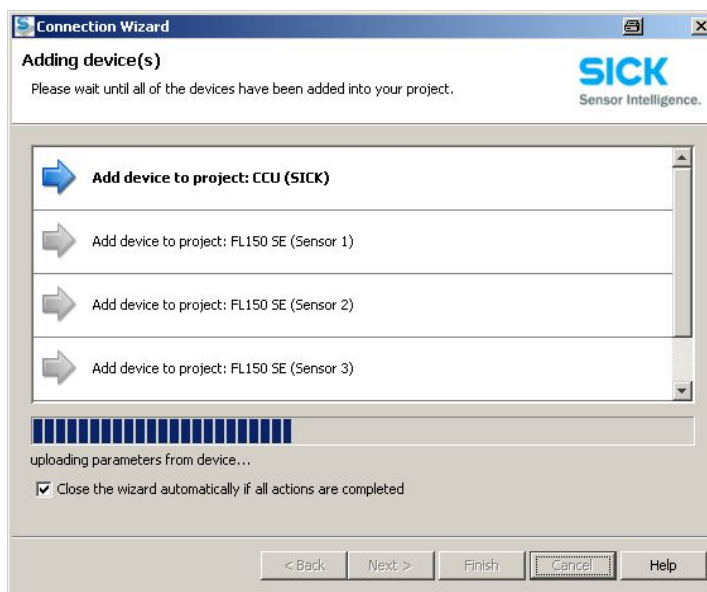 Connection Wizard
Adding device(s)
Please wait until all of the devices have been added into your project.
SICK
Sensor Intelligence.
Add device to project: CCU (SICK)
Add device to project: FL150 SE (Sensor 1)
Add device to project: FL150 SE (Sensor 2)
Add device to project: FL150 SE (Sensor 3)
uploading parameters from device...
Close the wizard automatically if all actions are completed
< Back Next > Finish Cancel Help